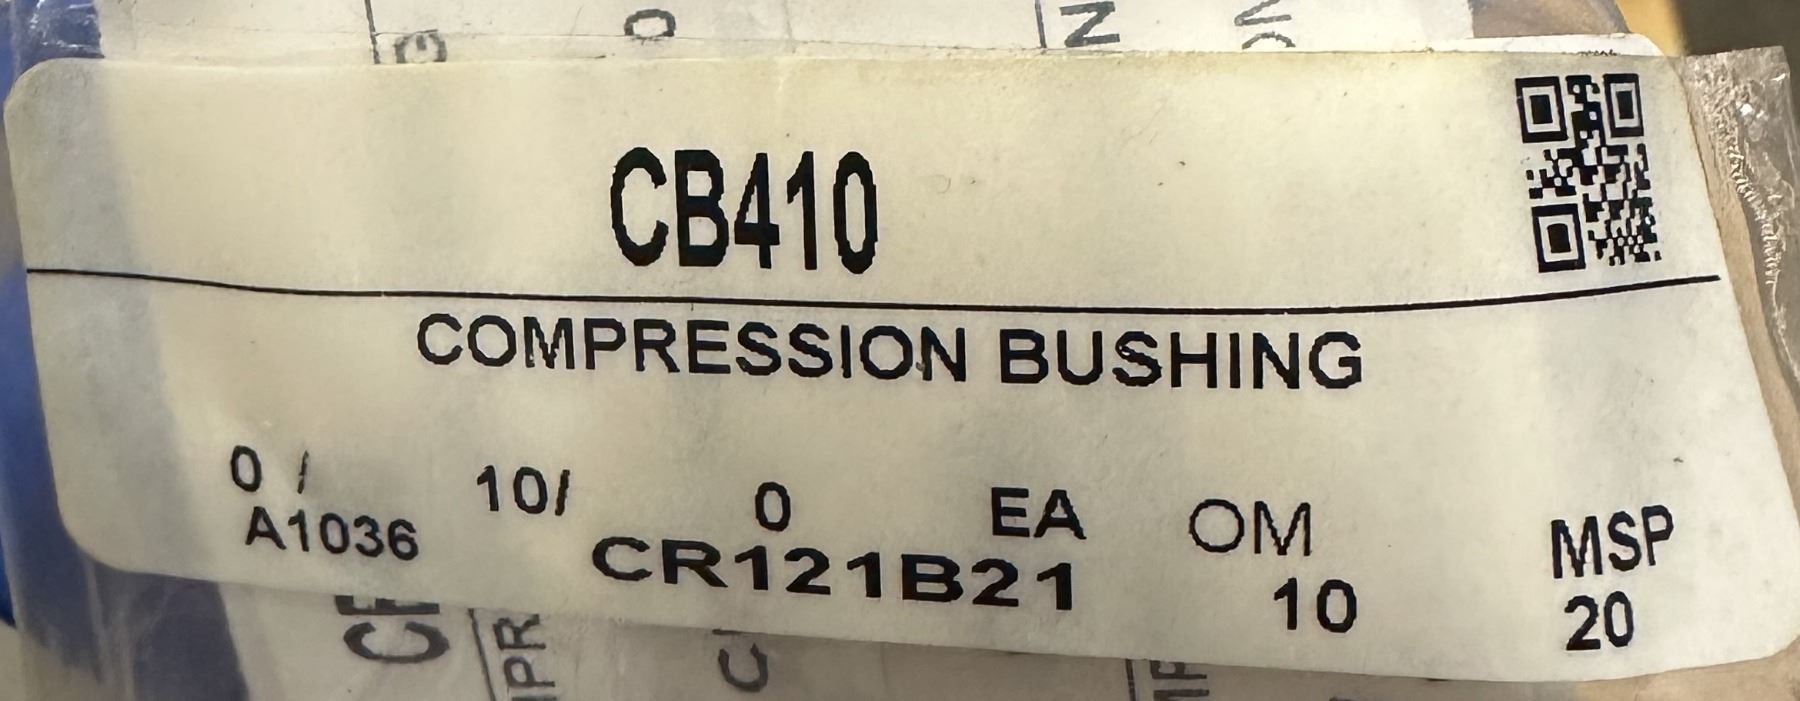 CB410
COMPRESSION BUSHING
0 / 10/ 0 EA OM MSP
A1036 CR121B21 10 20